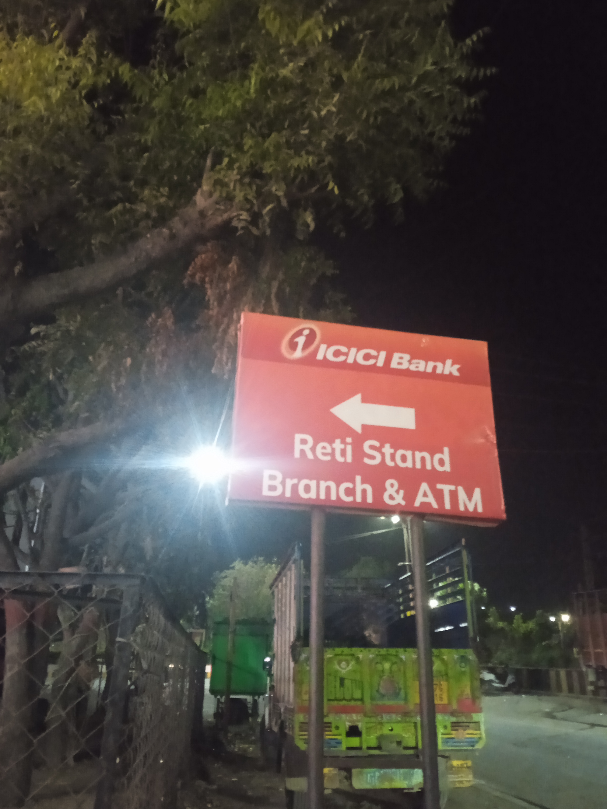 i ICICI Bank
Reti Stand
Branch & ATM